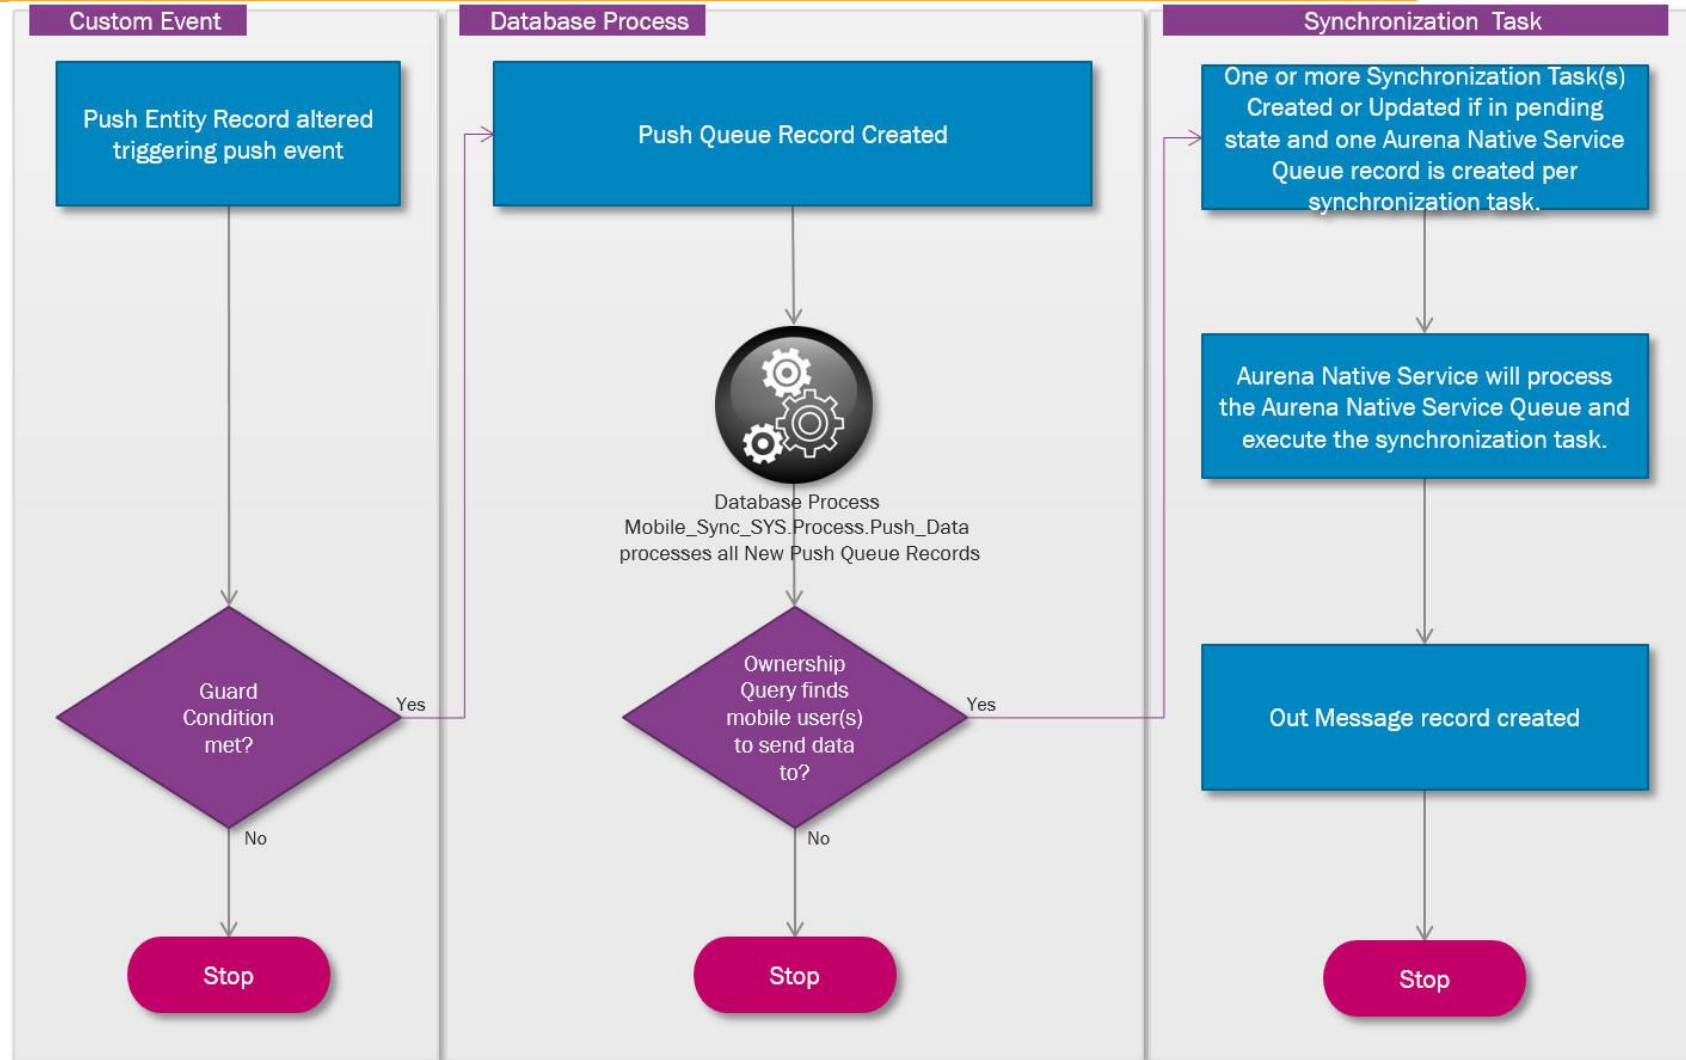 Custom Event
Push Entity Record altered
triggering push event
Guard
Condition
met?
Yes
No
Stop
Database Process
Push Queue Record Created
Database Process
Mobile_Sync_SYS.Process.Push_Data
processes all New Push Queue Records
Ownership
Query finds
mobile user(s)
to send data
to?
Yes
No
Stop
Synchronization Task
One or more Synchronization Task(s)
Created or Updated if in pending
state and one Aurena Native Service
Queue record is created per
synchronization task.
Aurena Native Service will process
the Aurena Native Service Queue and
execute the synchronization task.
Out Message record created
Stop